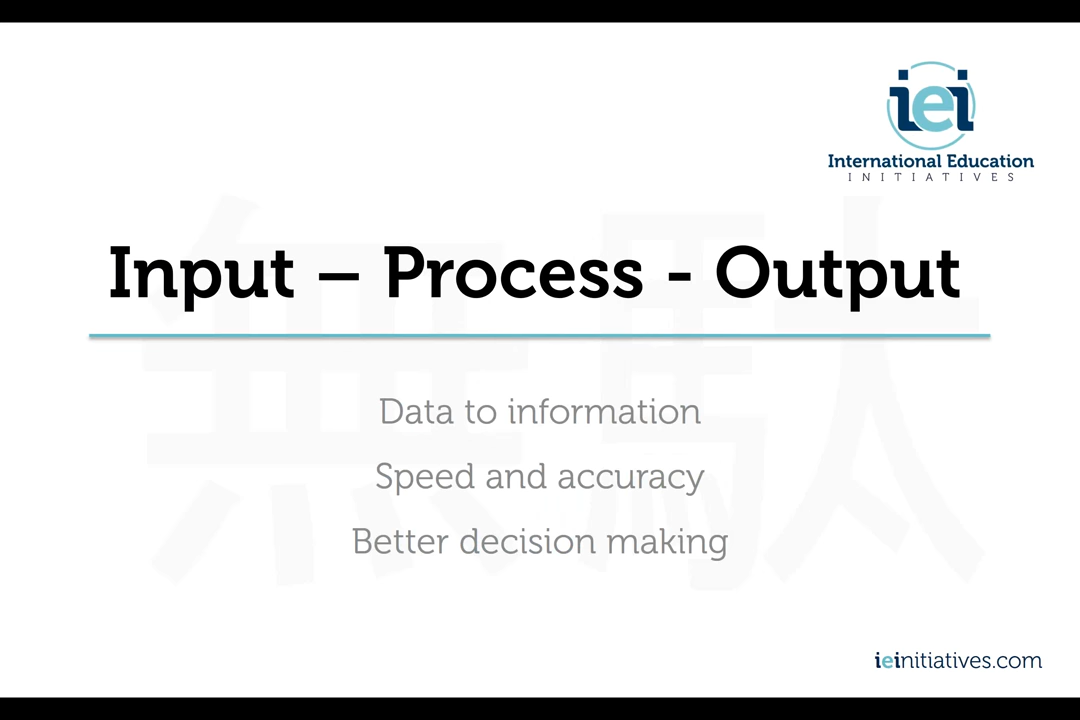 iei
International Education
INITIATIVES
無駄
Input – Process - Output
Data to information
Speed and accuracy
Better decision making
ieinitiatives.com